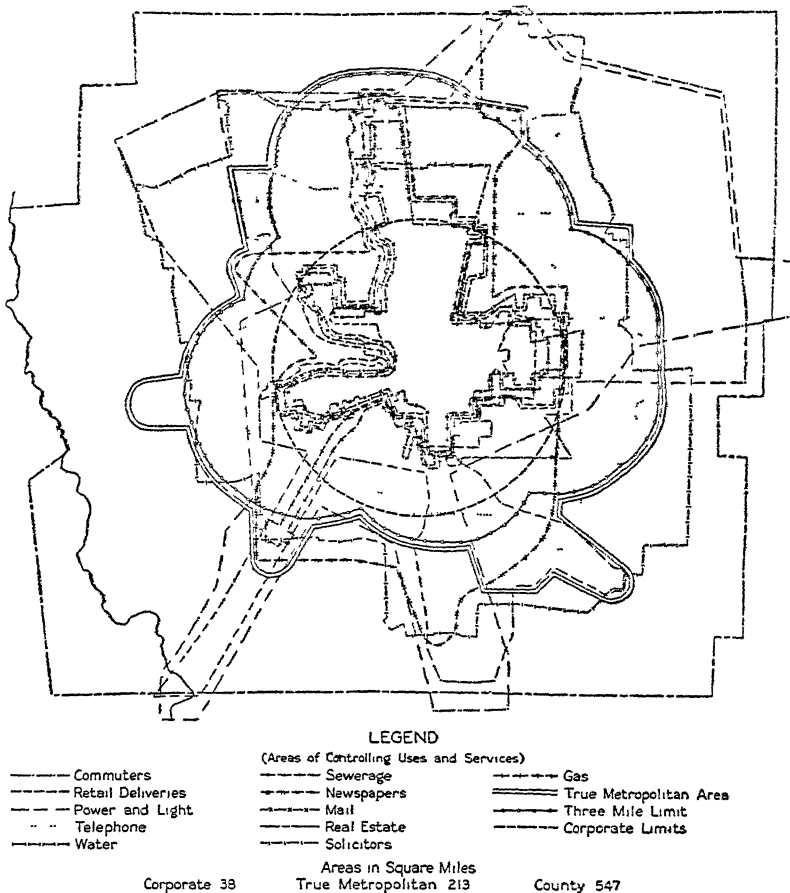 LEGEND
(Areas of Controlling Uses and Services)
Commuters
Retail Deliveries
Power and Light
Telephone
Water
Sewerage
Newspapers
Mail
Real Estate
Solicitors
Gas
True Metropolitan Area
Three Mile Limit
Corporate Limits
Areas in Square Miles
Corporate 38 True Metropolitan 213 County 547